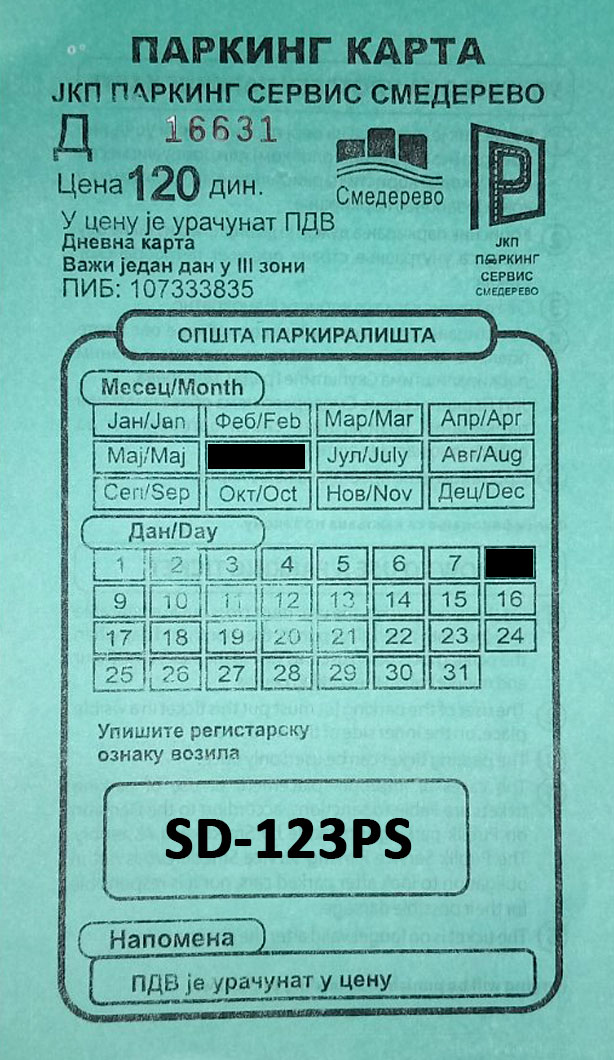 ПАРКИНГ КАРТА
ЈКП ПАРКИНГ СЕРВИС СМЕДЕРЕВО
Д 16631
Цена 120 дин.
Смедерево
P
ЈКП
ПАРКИНГ
СЕРВИС
СМЕДЕРЕВО
У цену је урачунат ПДВ
Дневна карта
Важи један дан у III зони
ПИБ: 107333835
ОПШТА ПАРКИРАЛИШТА
Месец/Month
Јан/Jan Феб/Feb Мар/Mar Апр/Apr
Мај/Maj Јул/July Авг/Aug
Сеп/Sep Окт/Oct Нов/Nov Дец/Dec
Дан/Day
1 2 3 4 5 6 7
9 10 11 12 13 14 15 16
17 18 19 20 21 22 23 24
25 26 27 28 29 30 31
Упишите регистарску
ознаку возила
SD-123PS
Напомена
ПДВ је урачунат у цену